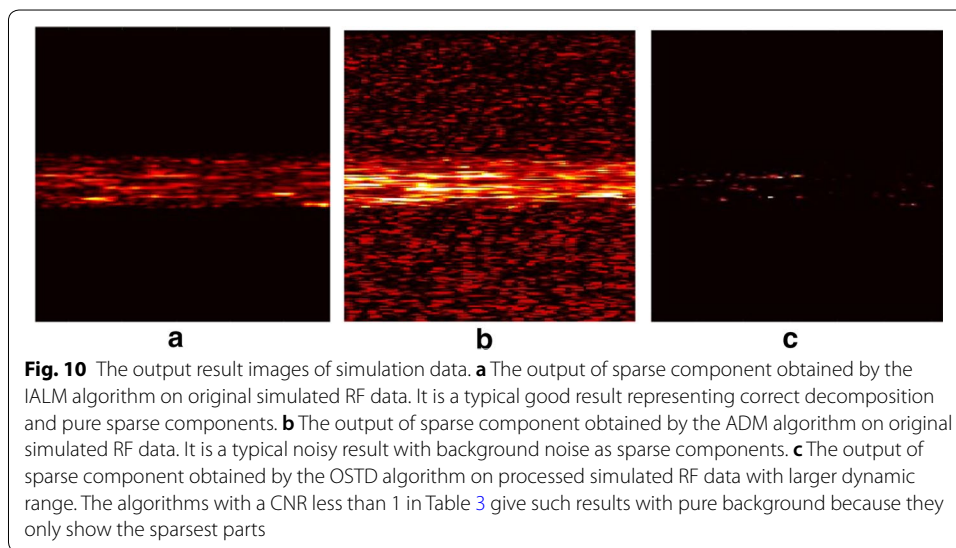 a b c
Fig. 10 The output result images of simulation data. a The output of sparse component obtained by the
IALM algorithm on original simulated RF data. It is a typical good result representing correct decomposition
and pure sparse components. b The output of sparse component obtained by the ADM algorithm on original
simulated RF data. It is a typical noisy result with background noise as sparse components. c The output of
sparse component obtained by the OSTD algorithm on processed simulated RF data with larger dynamic
range. The algorithms with a CNR less than 1 in Table 3 give such results with pure background because they
only show the sparsest parts